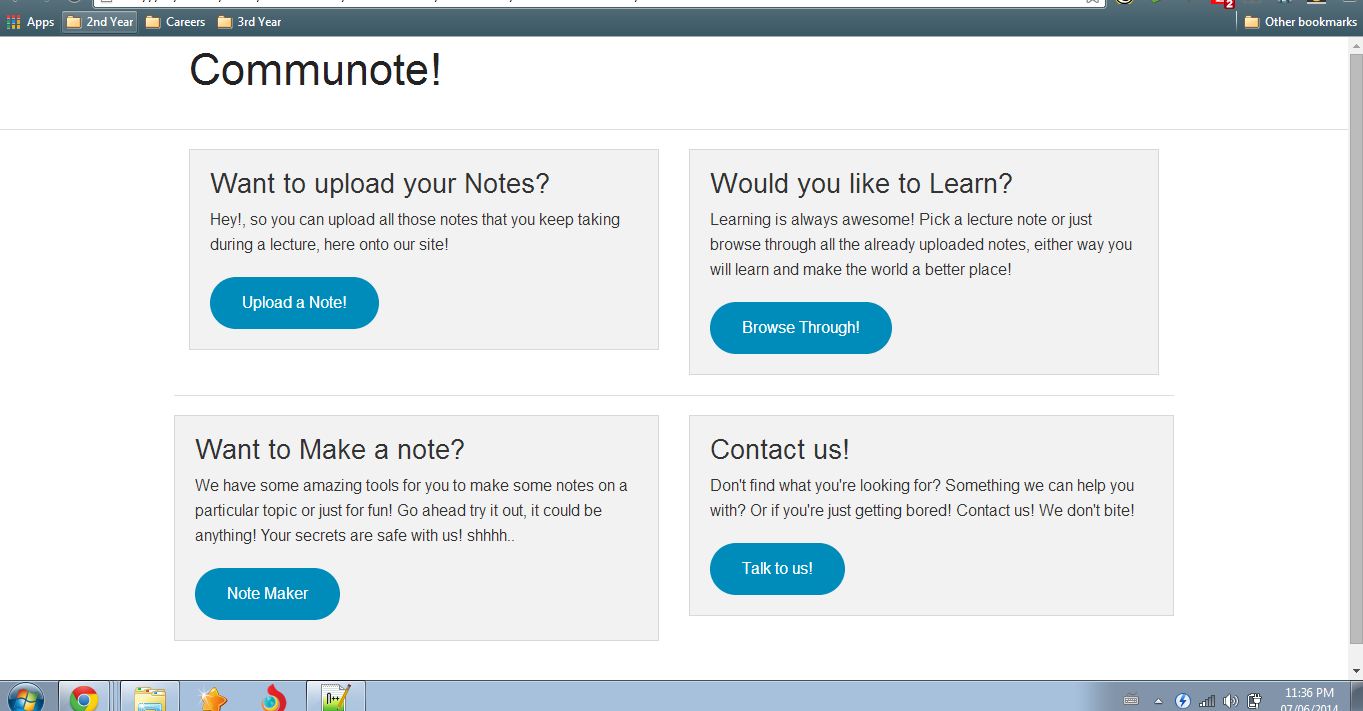 Apps 2nd Year Careers 3rd Year Other bookmarks
2
Communote!
Want to upload your Notes?
Hey!, so you can upload all those notes that you keep taking
during a lecture, here onto our site!
Upload a Note!
Would you like to Learn?
Learning is always awesome! Pick a lecture note or just
browse through all the already uploaded notes, either way you
will learn and make the world a better place!
Browse Through!
Want to Make a note?
We have some amazing tools for you to make some notes on a
particular topic or just for fun! Go ahead try it out, it could be
anything! Your secrets are safe with us! shhhh..
Note Maker
Contact us!
Don't find what you're looking for? Something we can help you
with? Or if you're just getting bored! Contact us! We don't bite!
Talk to us!
11:36 PM
07/06/2014